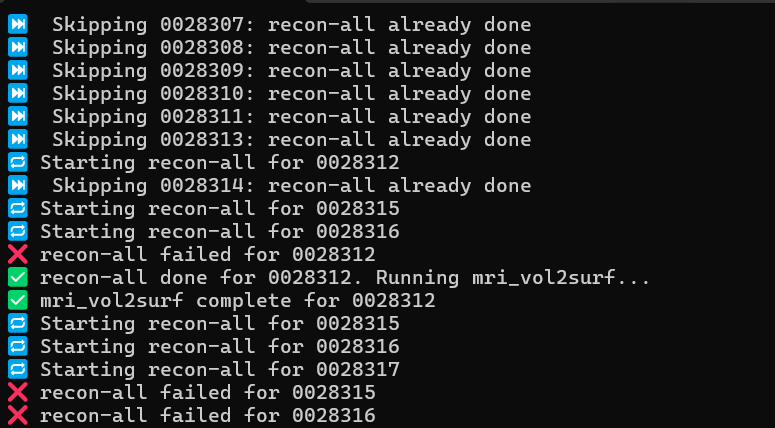 ⏭ Skipping 0028307: recon-all already done
⏭ Skipping 0028308: recon-all already done
⏭ Skipping 0028309: recon-all already done
⏭ Skipping 0028310: recon-all already done
⏭ Skipping 0028311: recon-all already done
⏭ Skipping 0028313: recon-all already done
🔁 Starting recon-all for 0028312
⏭ Skipping 0028314: recon-all already done
🔁 Starting recon-all for 0028315
🔁 Starting recon-all for 0028316
❌ recon-all failed for 0028312
✅ recon-all done for 0028312. Running mri_vol2surf...
✅ mri_vol2surf complete for 0028312
🔁 Starting recon-all for 0028315
🔁 Starting recon-all for 0028316
🔁 Starting recon-all for 0028317
❌ recon-all failed for 0028315
❌ recon-all failed for 0028316